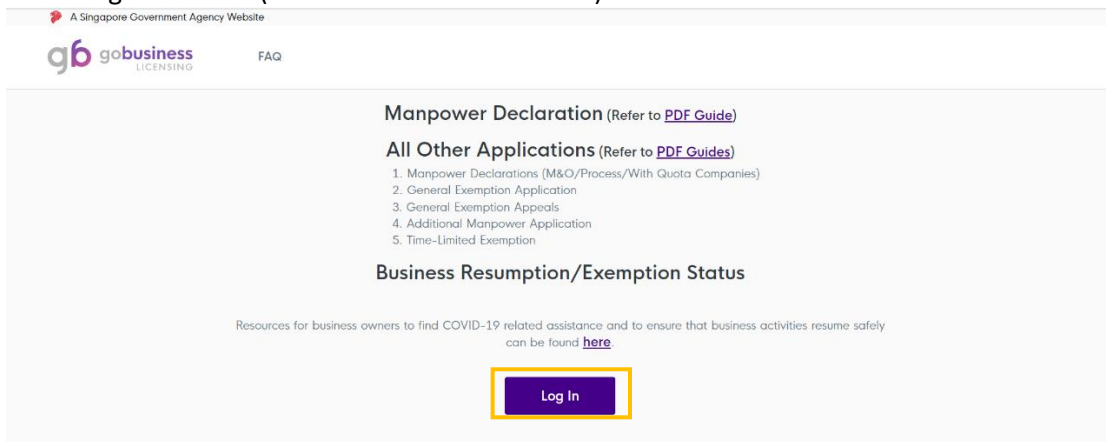 A Singapore Government Agency Website
gb gobusiness
LICENSING
FAQ
Manpower Declaration (Refer to PDF Guide)
All Other Applications (Refer to PDF Guides)
1. Manpower Declarations (M&O/Process/With Quota Companies)
2. General Exemption Application
3. General Exemption Appeals
4. Additional Manpower Application
5. Time-Limited Exemption
Business Resumption/Exemption Status
Resources for business owners to find COVID-19 related assistance and to ensure that business activities resume safely
can be found here.
Log In